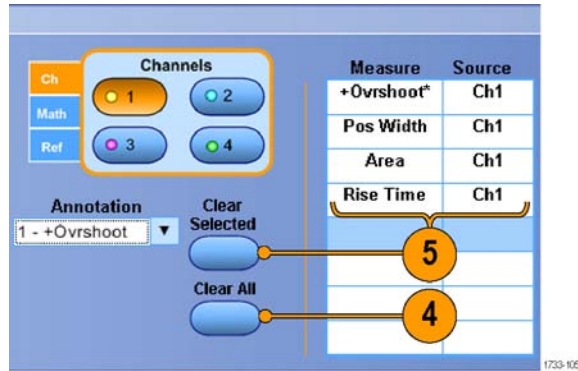 Ch
Math
Ref
Channels
1
2
3
4
Annotation
1 - +Ovrshoot
Clear
Selected
Clear All
Measure Source
+Ovrshoot* Ch1
Pos Width Ch1
Area Ch1
Rise Time Ch1
5
4
1733-105